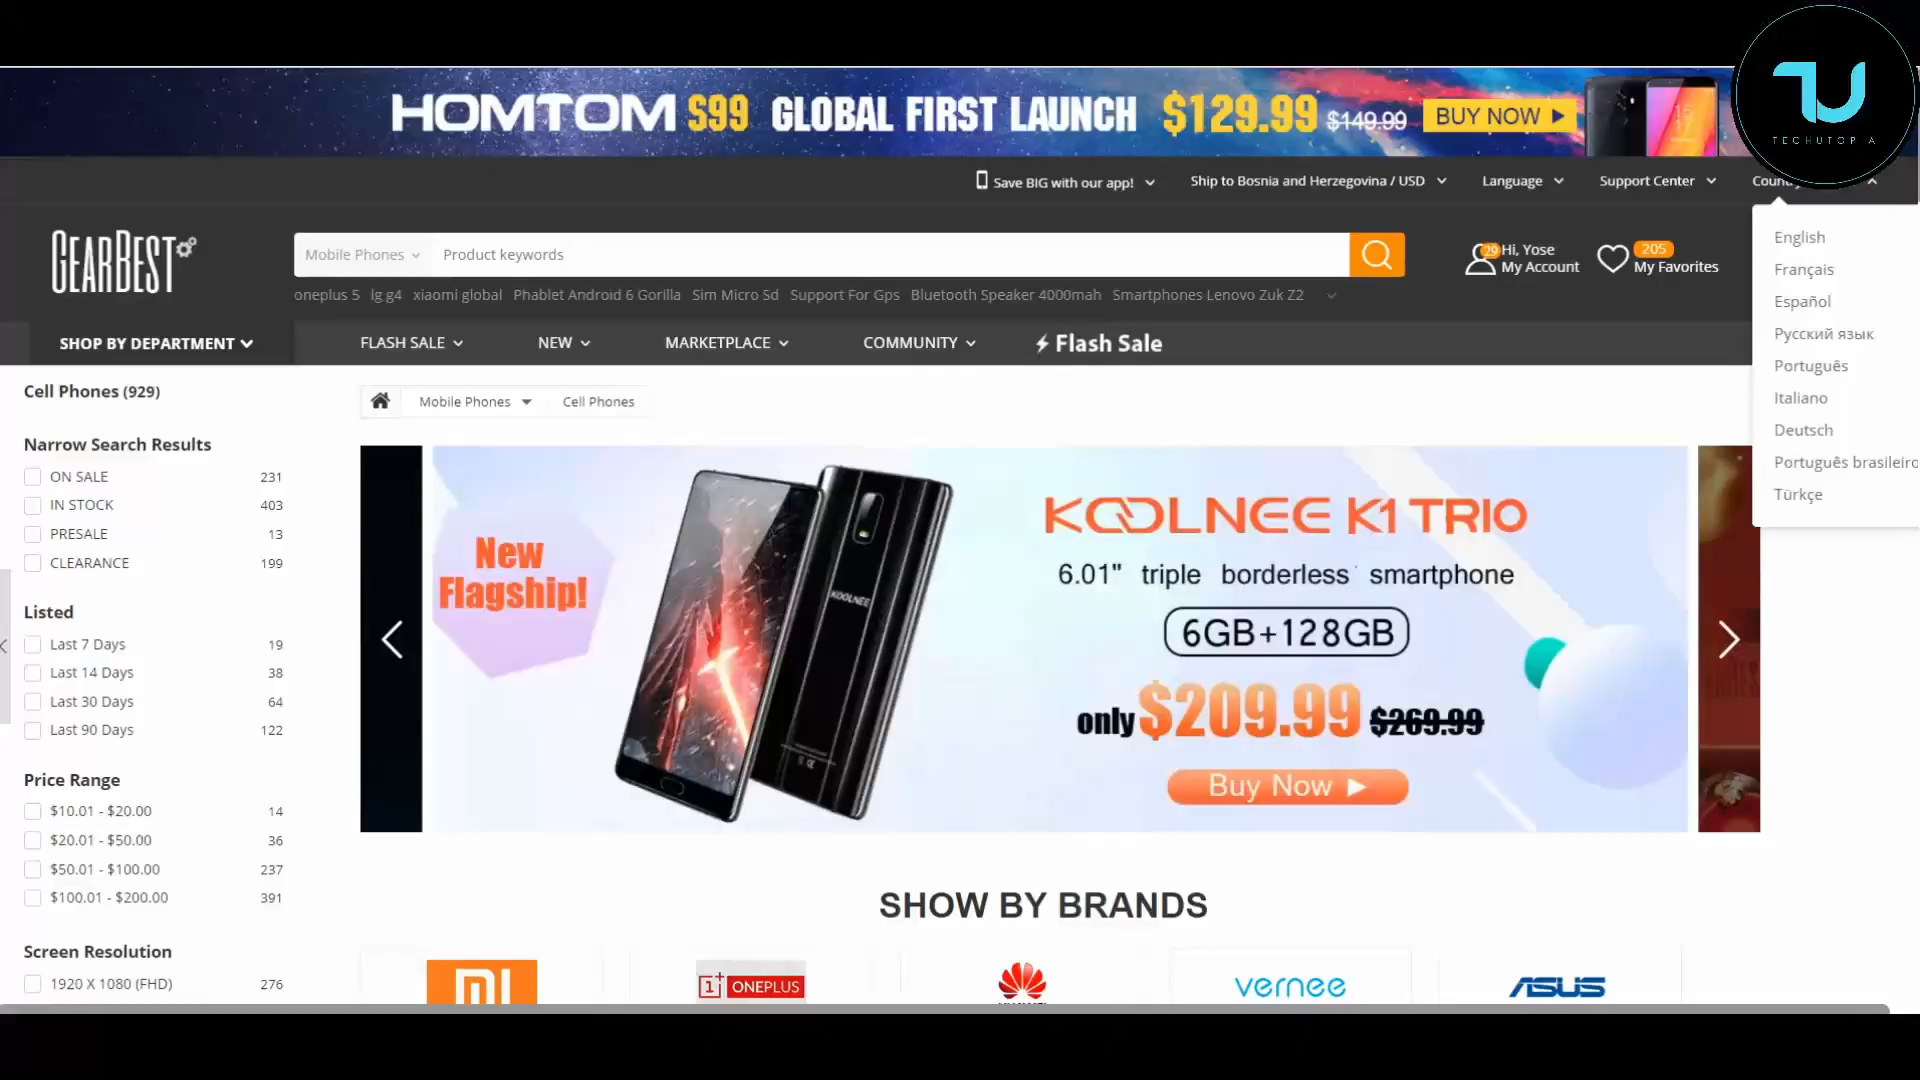 HOMTOM S99 GLOBAL FIRST LAUNCH $129.99 $149.99 BUY NOW
TU
TECHUTOPIA
Save BIG with our app! Ship to Bosnia and Herzegovina / USD Language Support Center
GEARBEST
Mobile Phones Product keywords
29 Hi, Yose
My Account
205
My Favorites
oneplus 5 lg g4 xiaomi global Phablet Android 6 Gorilla Sim Micro Sd Support For Gps Bluetooth Speaker 4000mah Smartphones Lenovo Zuk Z2
English
Français
Español
Русский язык
Português
Italiano
Deutsch
Português brasileiro
Türkçe
SHOP BY DEPARTMENT FLASH SALE NEW MARKETPLACE COMMUNITY Flash Sale
Cell Phones (929)
Mobile Phones Cell Phones
Narrow Search Results
ON SALE 231
IN STOCK 403
PRESALE 13
CLEARANCE 199
Listed
Last 7 Days 19
Last 14 Days 38
Last 30 Days 64
Last 90 Days 122
Price Range
$10.01 - $20.00 14
$20.01 - $50.00 36
$50.01 - $100.00 237
$100.01 - $200.00 391
Screen Resolution
1920 X 1080 (FHD) 276
New
Flagship!
KOOLNEE
KOOLNEE K1 TRIO
6.01" triple borderless smartphone
6GB+128GB
only $209.99 $269.99
Buy Now
SHOW BY BRANDS
MI
1+ ONEPLUS
vernee
ASUS